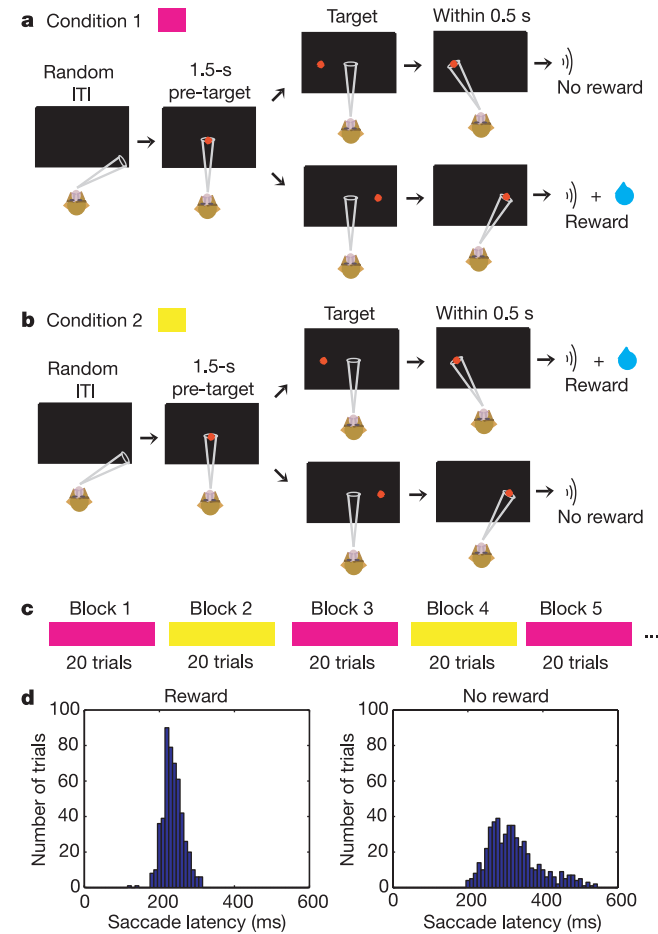 a Condition 1
Random ITI
1.5-s pre-target
Target
Within 0.5 s
No reward
+
Reward
b Condition 2
Random ITI
1.5-s pre-target
Target
Within 0.5 s
+
Reward
No reward
c
Block 1 Block 2 Block 3 Block 4 Block 5
...
20 trials 20 trials 20 trials 20 trials 20 trials
d
Reward
Number of trials
100
80
60
40
20
0
0 200 400 600
Saccade latency (ms)
No reward
Number of trials
100
80
60
40
20
0
0 200 400 600
Saccade latency (ms)